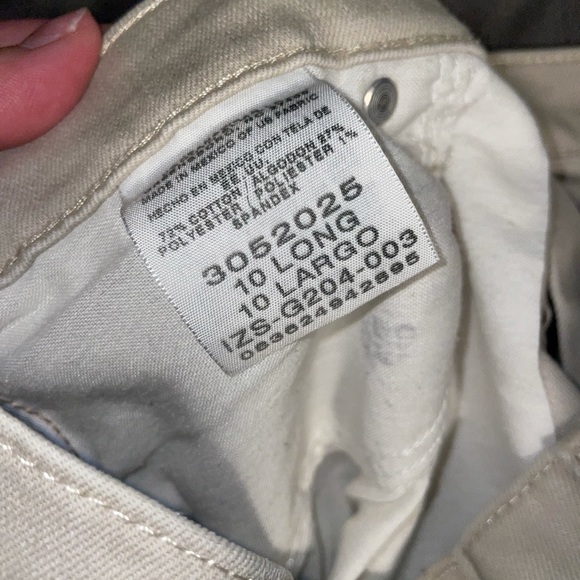 MADE IN MEXICO OF US FABRIC
HECHO EN MEXICO CON TELA DE
EE UU.
72% COTTON / ALGODON 27%
POLYESTER / POLIESTER 1%
SPANDEX
3052025
10 LONG
10 LARGO
IZS-G204-003